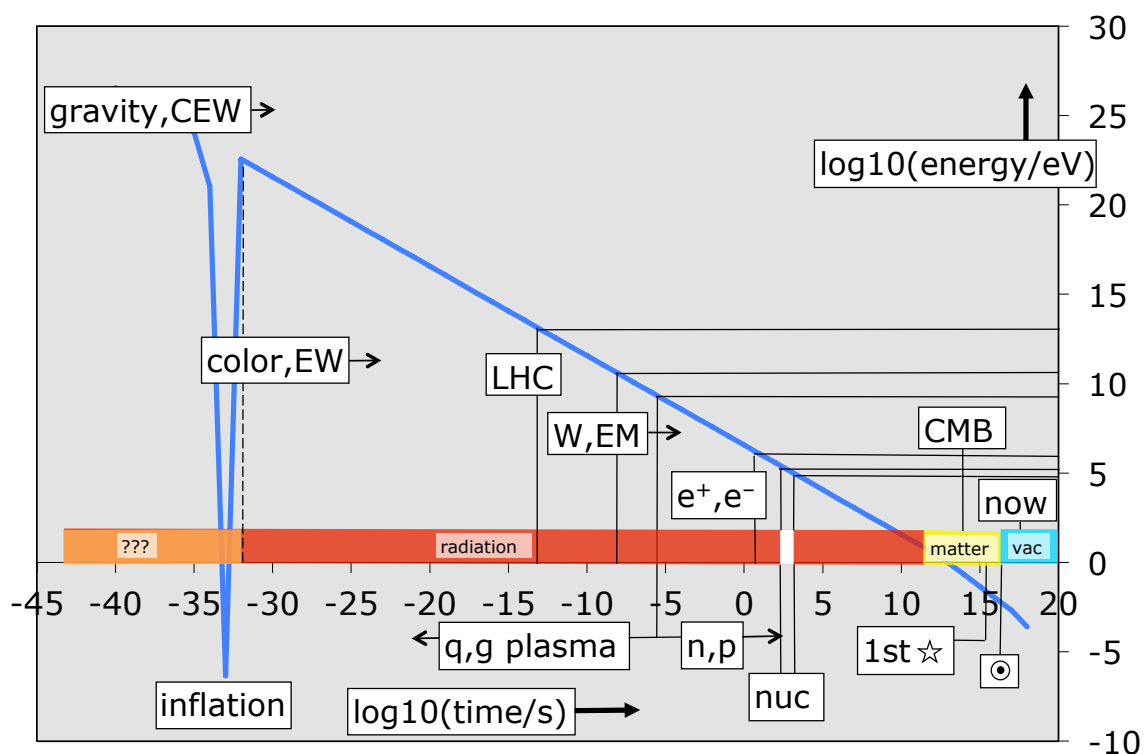 30
gravity,CEW
25
log10(energy/eV)
20
15
color,EW
LHC
10
W,EM
CMB
5
e⁺,e⁻
now
???
radiation
matter
vac
0
-45 -40 -35 -30 -25 -20 -15 -10 -5 0 5 10 15 20
q,g plasma
n,p
1st ☆
-5
☉
inflation
log10(time/s)
nuc
-10